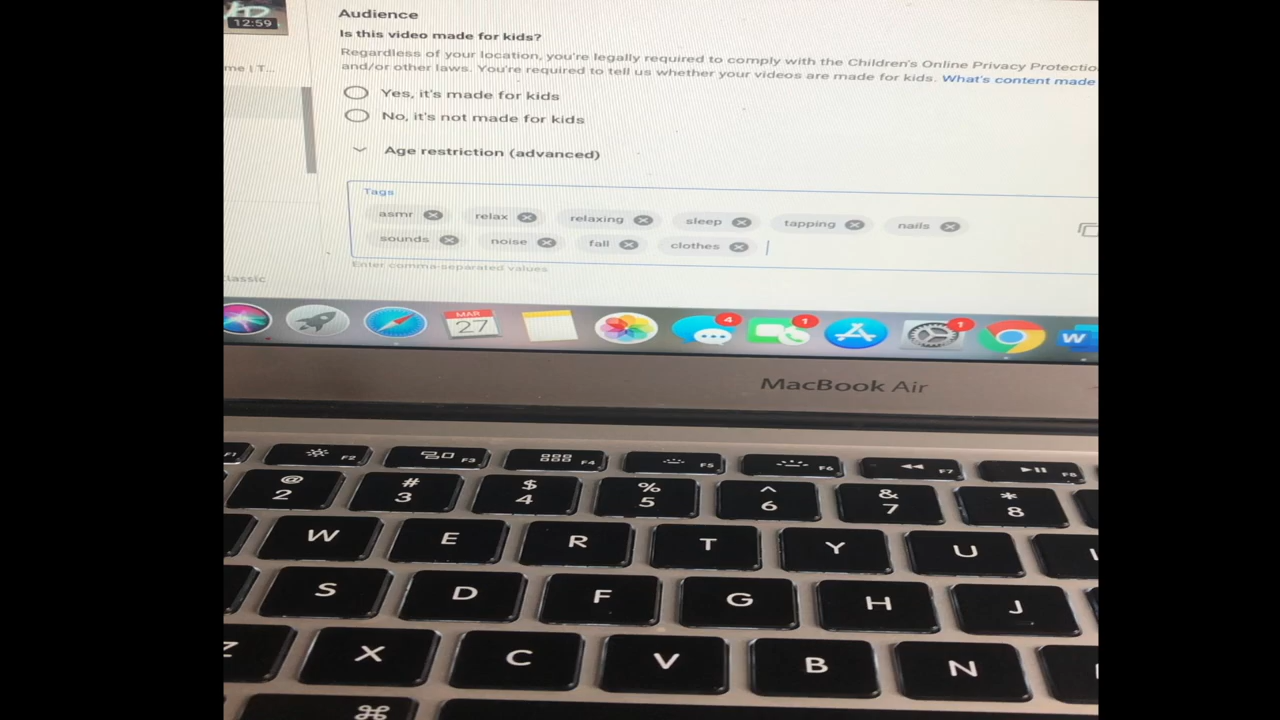 12:59
Audience
Is this video made for kids?
Regardless of your location, you're legally required to comply with the Children's Online Privacy Protectio
and/or other laws. You're required to tell us whether your videos are made for kids. What's content made
me | T...
Yes, it's made for kids
No, it's not made for kids
Age restriction (advanced)
Tags
asmr relax relaxing sleep tapping nails
sounds noise fall clothes
Enter comma-separated values
lassic
MAR 4 1 1
27 W
MacBook Air
F1 F2 F3 F4 F5 F6 F7 F8
@ # $ % ^ & *
2 3 4 5 6 7 8
W E R T Y U
S D F G H J
Z X C V B N
⌘